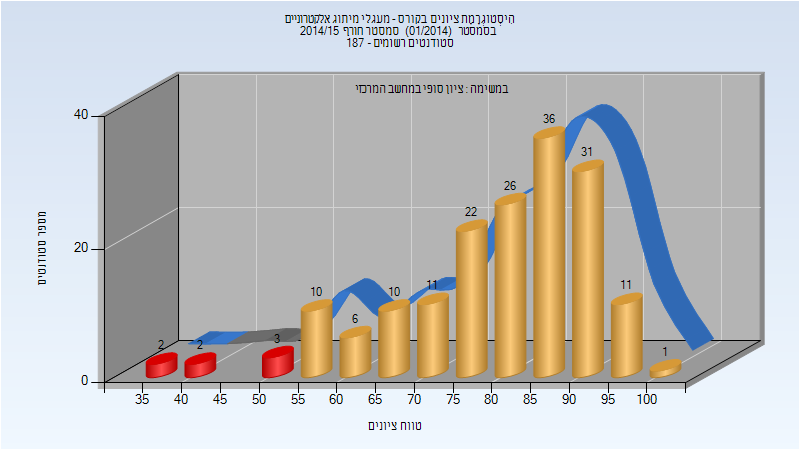 היסטוגרמת ציונים בקורס - מעגלי מיתוג אלקטרוניים
בסמסטר (01/2014) סמסטר חורף 2014/15
סטודנטים רשומים - 187
במשימה : ציון סופי במחשב המרכזי
40
20
0
מספר סטודנטים
2
2
3
10
6
10
11
22
26
36
31
11
1
35 40 45 50 55 60 65 70 75 80 85 90 95 100
טווח ציונים